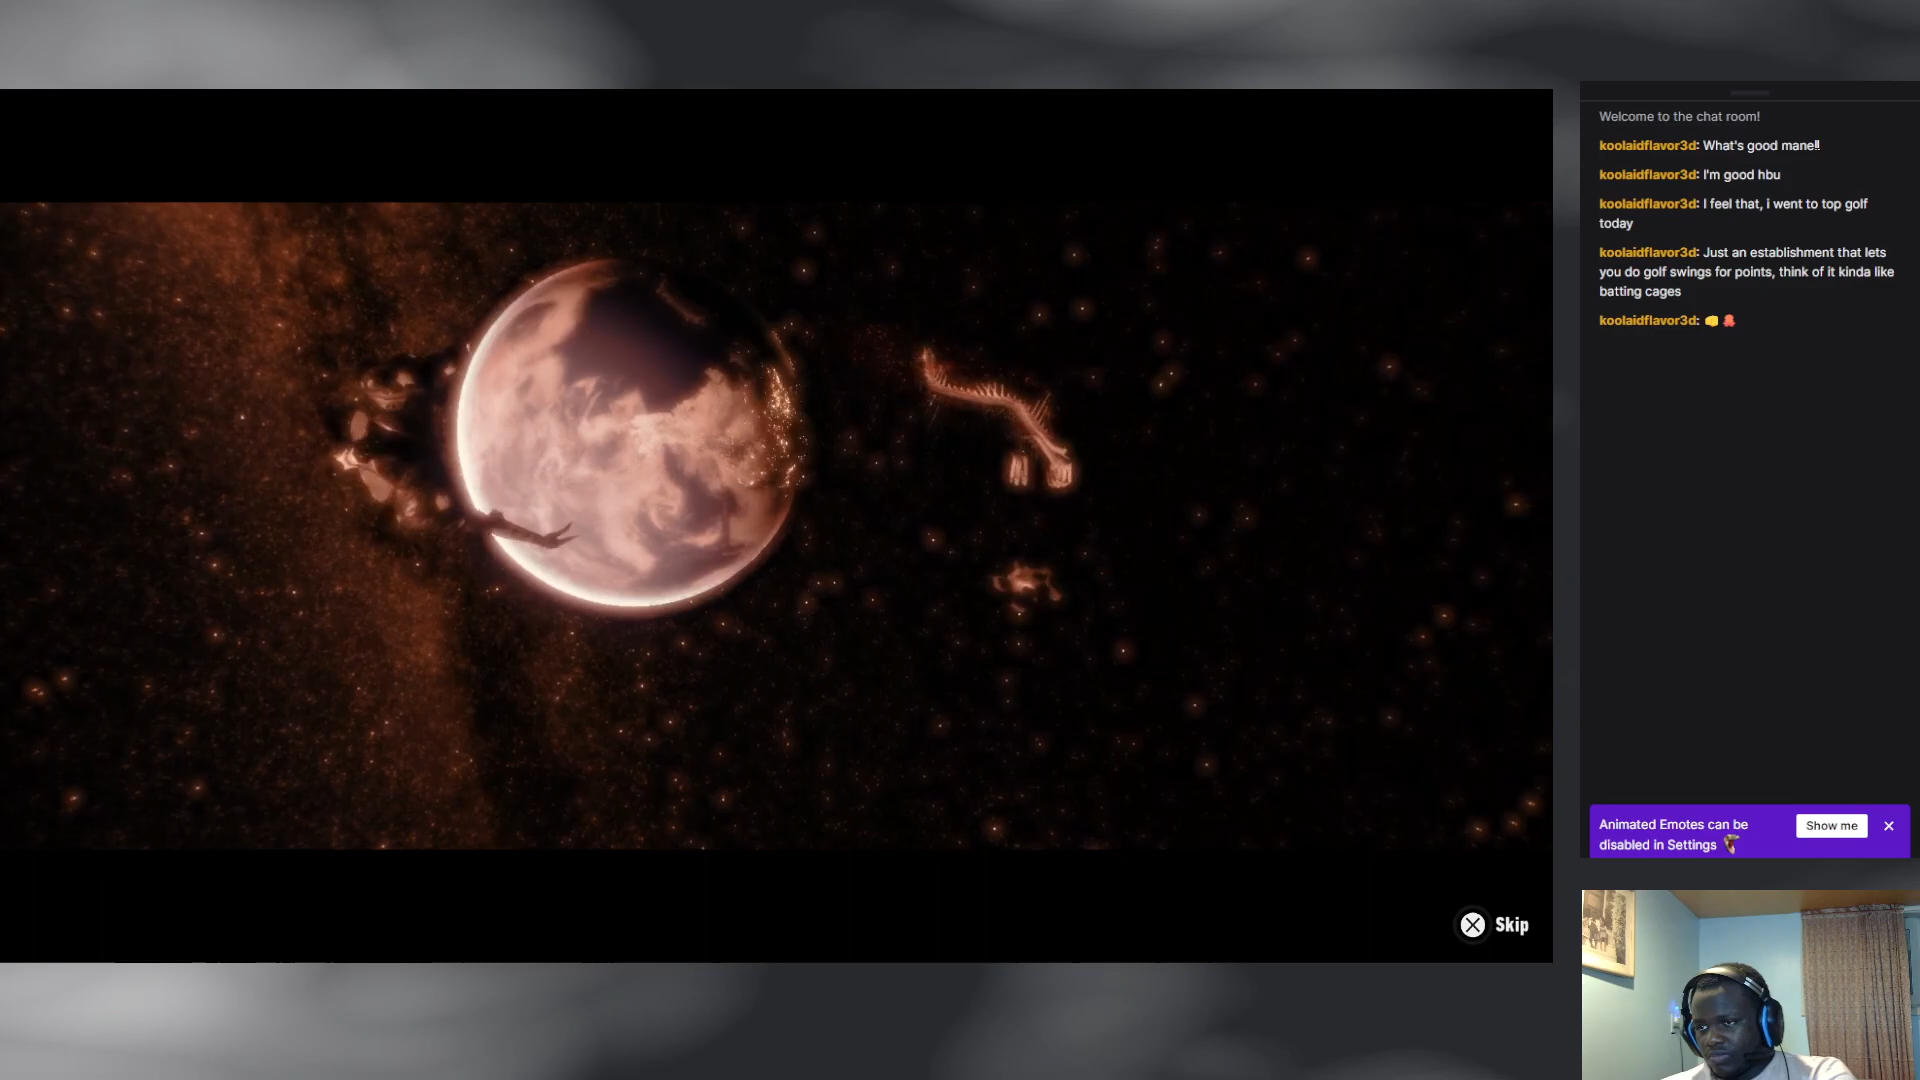 Welcome to the chat room!
koolaidflavor3d: What's good mane‼
koolaidflavor3d: I'm good hbu
koolaidflavor3d: I feel that, i went to top golf
today
koolaidflavor3d: Just an establishment that lets
you do golf swings for points, think of it kinda like
batting cages
koolaidflavor3d:
Animated Emotes can be
disabled in Settings
Show me
Skip